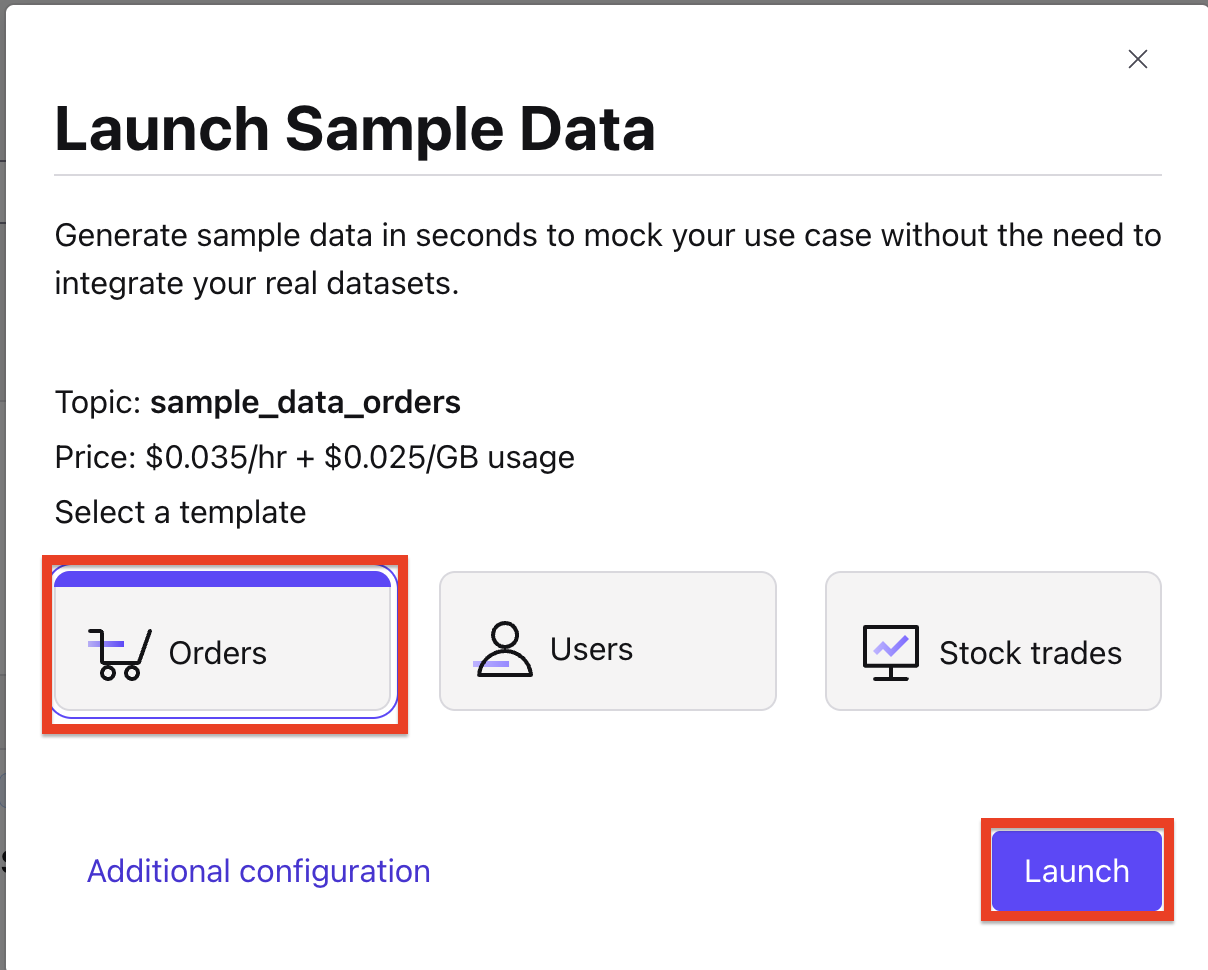 Launch Sample Data
Generate sample data in seconds to mock your use case without the need to
integrate your real datasets.
Topic: sample_data_orders
Price: $0.035/hr + $0.025/GB usage
Select a template
Orders
Users
Stock trades
Additional configuration
Launch